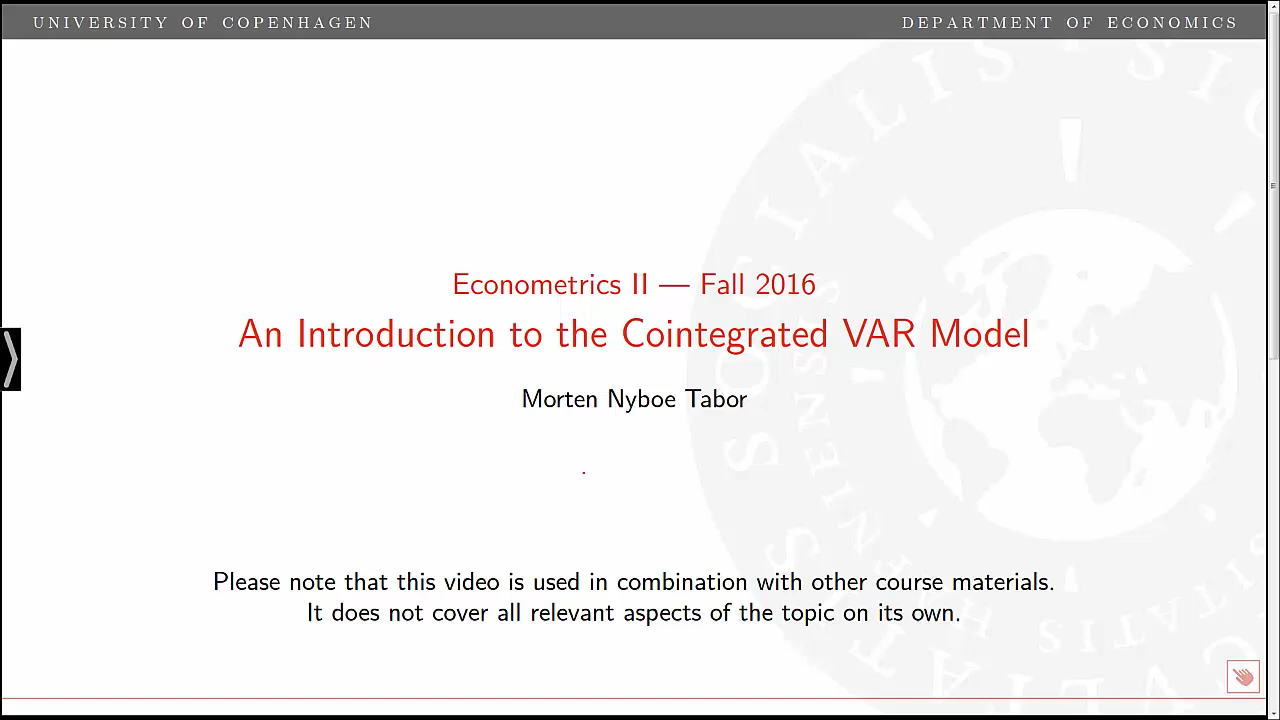 UNIVERSITY OF COPENHAGEN
DEPARTMENT OF ECONOMICS
Econometrics II — Fall 2016
An Introduction to the Cointegrated VAR Model
Morten Nyboe Tabor
Please note that this video is used in combination with other course materials.
It does not cover all relevant aspects of the topic on its own.